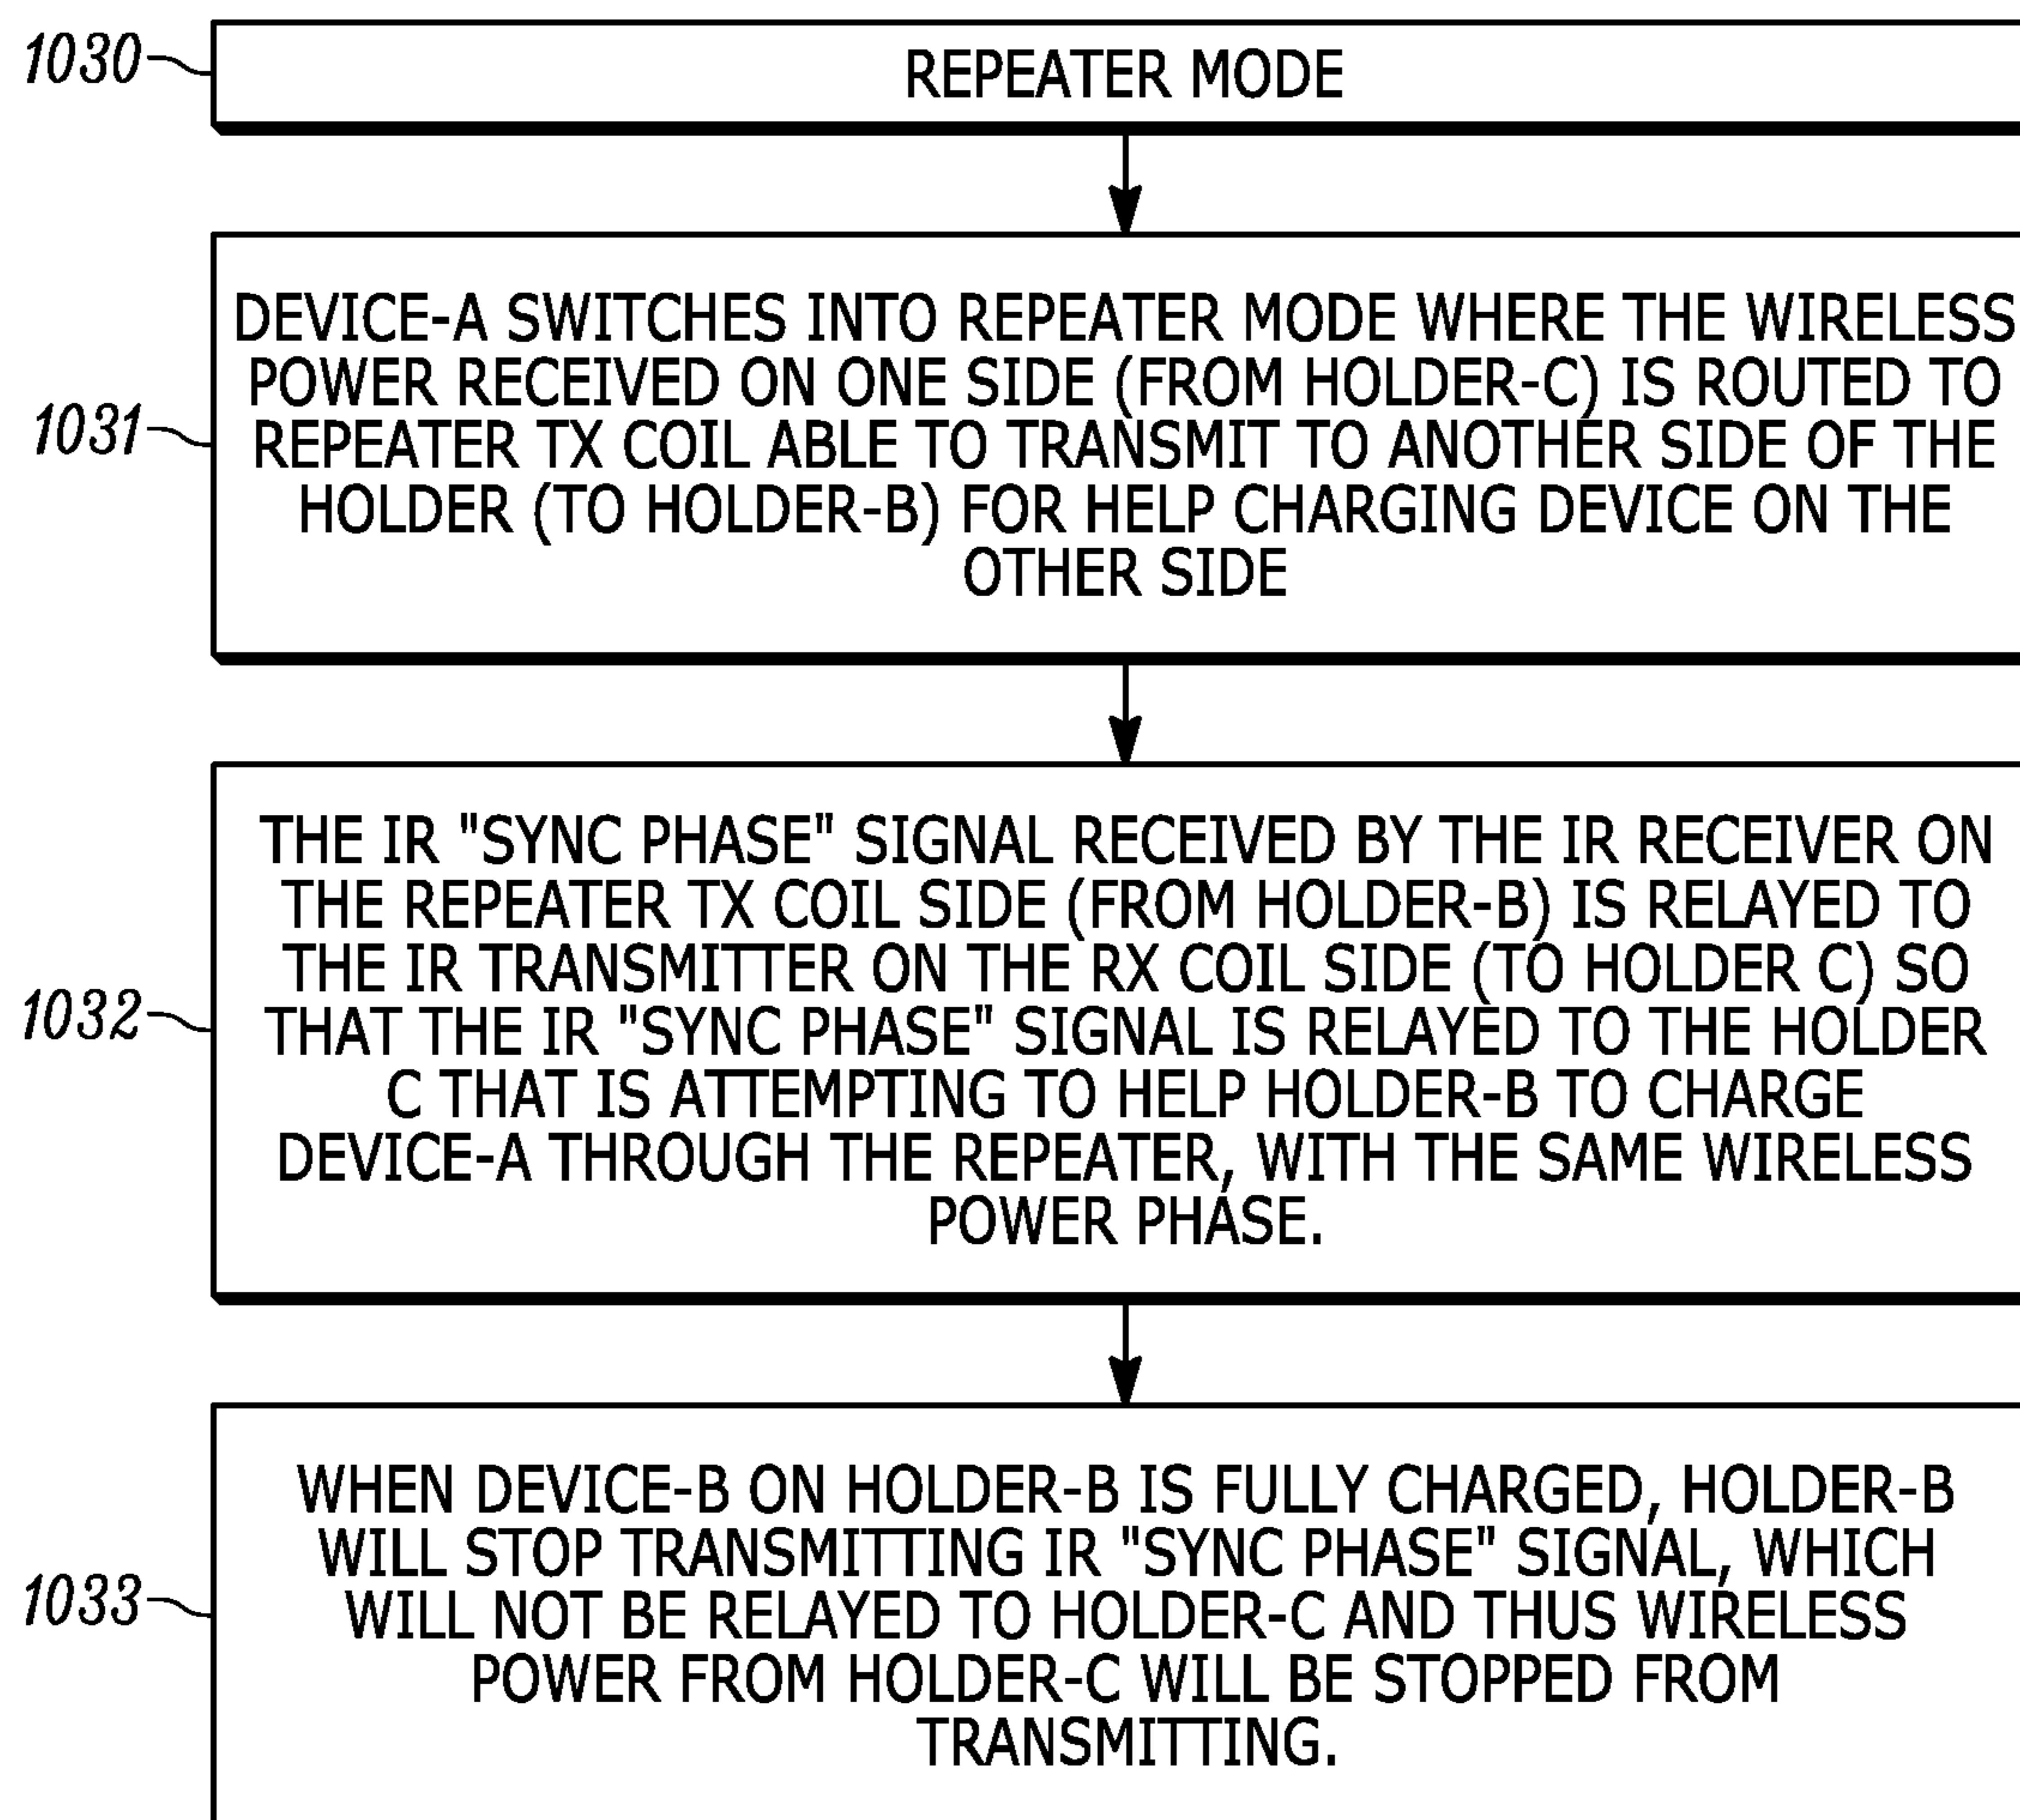 1030
REPEATER MODE
1031
DEVICE-A SWITCHES INTO REPEATER MODE WHERE THE WIRELESS
POWER RECEIVED ON ONE SIDE (FROM HOLDER-C) IS ROUTED TO
REPEATER TX COIL ABLE TO TRANSMIT TO ANOTHER SIDE OF THE
HOLDER (TO HOLDER-B) FOR HELP CHARGING DEVICE ON THE
OTHER SIDE
1032
THE IR "SYNC PHASE" SIGNAL RECEIVED BY THE IR RECEIVER ON
THE REPEATER TX COIL SIDE (FROM HOLDER-B) IS RELAYED TO
THE IR TRANSMITTER ON THE RX COIL SIDE (TO HOLDER C) SO
THAT THE IR "SYNC PHASE" SIGNAL IS RELAYED TO THE HOLDER
C THAT IS ATTEMPTING TO HELP HOLDER-B TO CHARGE
DEVICE-A THROUGH THE REPEATER, WITH THE SAME WIRELESS
POWER PHASE.
1033
WHEN DEVICE-B ON HOLDER-B IS FULLY CHARGED, HOLDER-B
WILL STOP TRANSMITTING IR "SYNC PHASE" SIGNAL, WHICH
WILL NOT BE RELAYED TO HOLDER-C AND THUS WIRELESS
POWER FROM HOLDER-C WILL BE STOPPED FROM
TRANSMITTING.